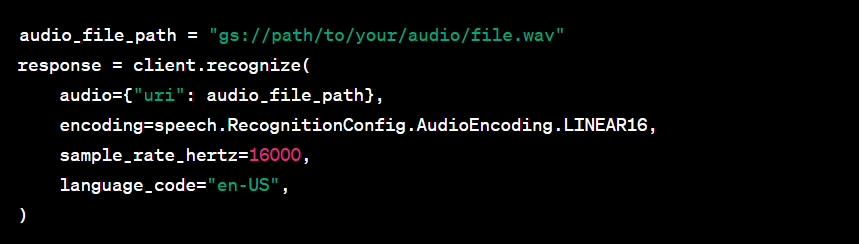 audio_file_path = "gs://path/to/your/audio/file.wav"
response = client.recognize(
    audio={"uri": audio_file_path},
    encoding=speech.RecognitionConfig.AudioEncoding.LINEAR16,
    sample_rate_hertz=16000,
    language_code="en-US",
)